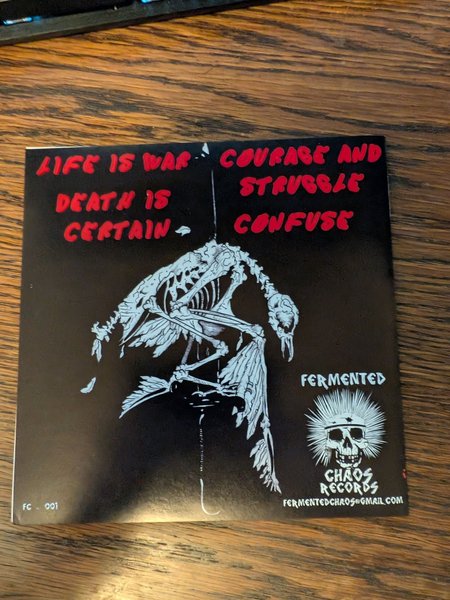 LIFE IS WAR
DEATH IS
CERTAIN
COURAGE AND
STRUGGLE
CONFUSE
FERMENTED
CHAOS
RECORDS
FERMENTEDCHAOS@GMAIL.COM
FC - 001